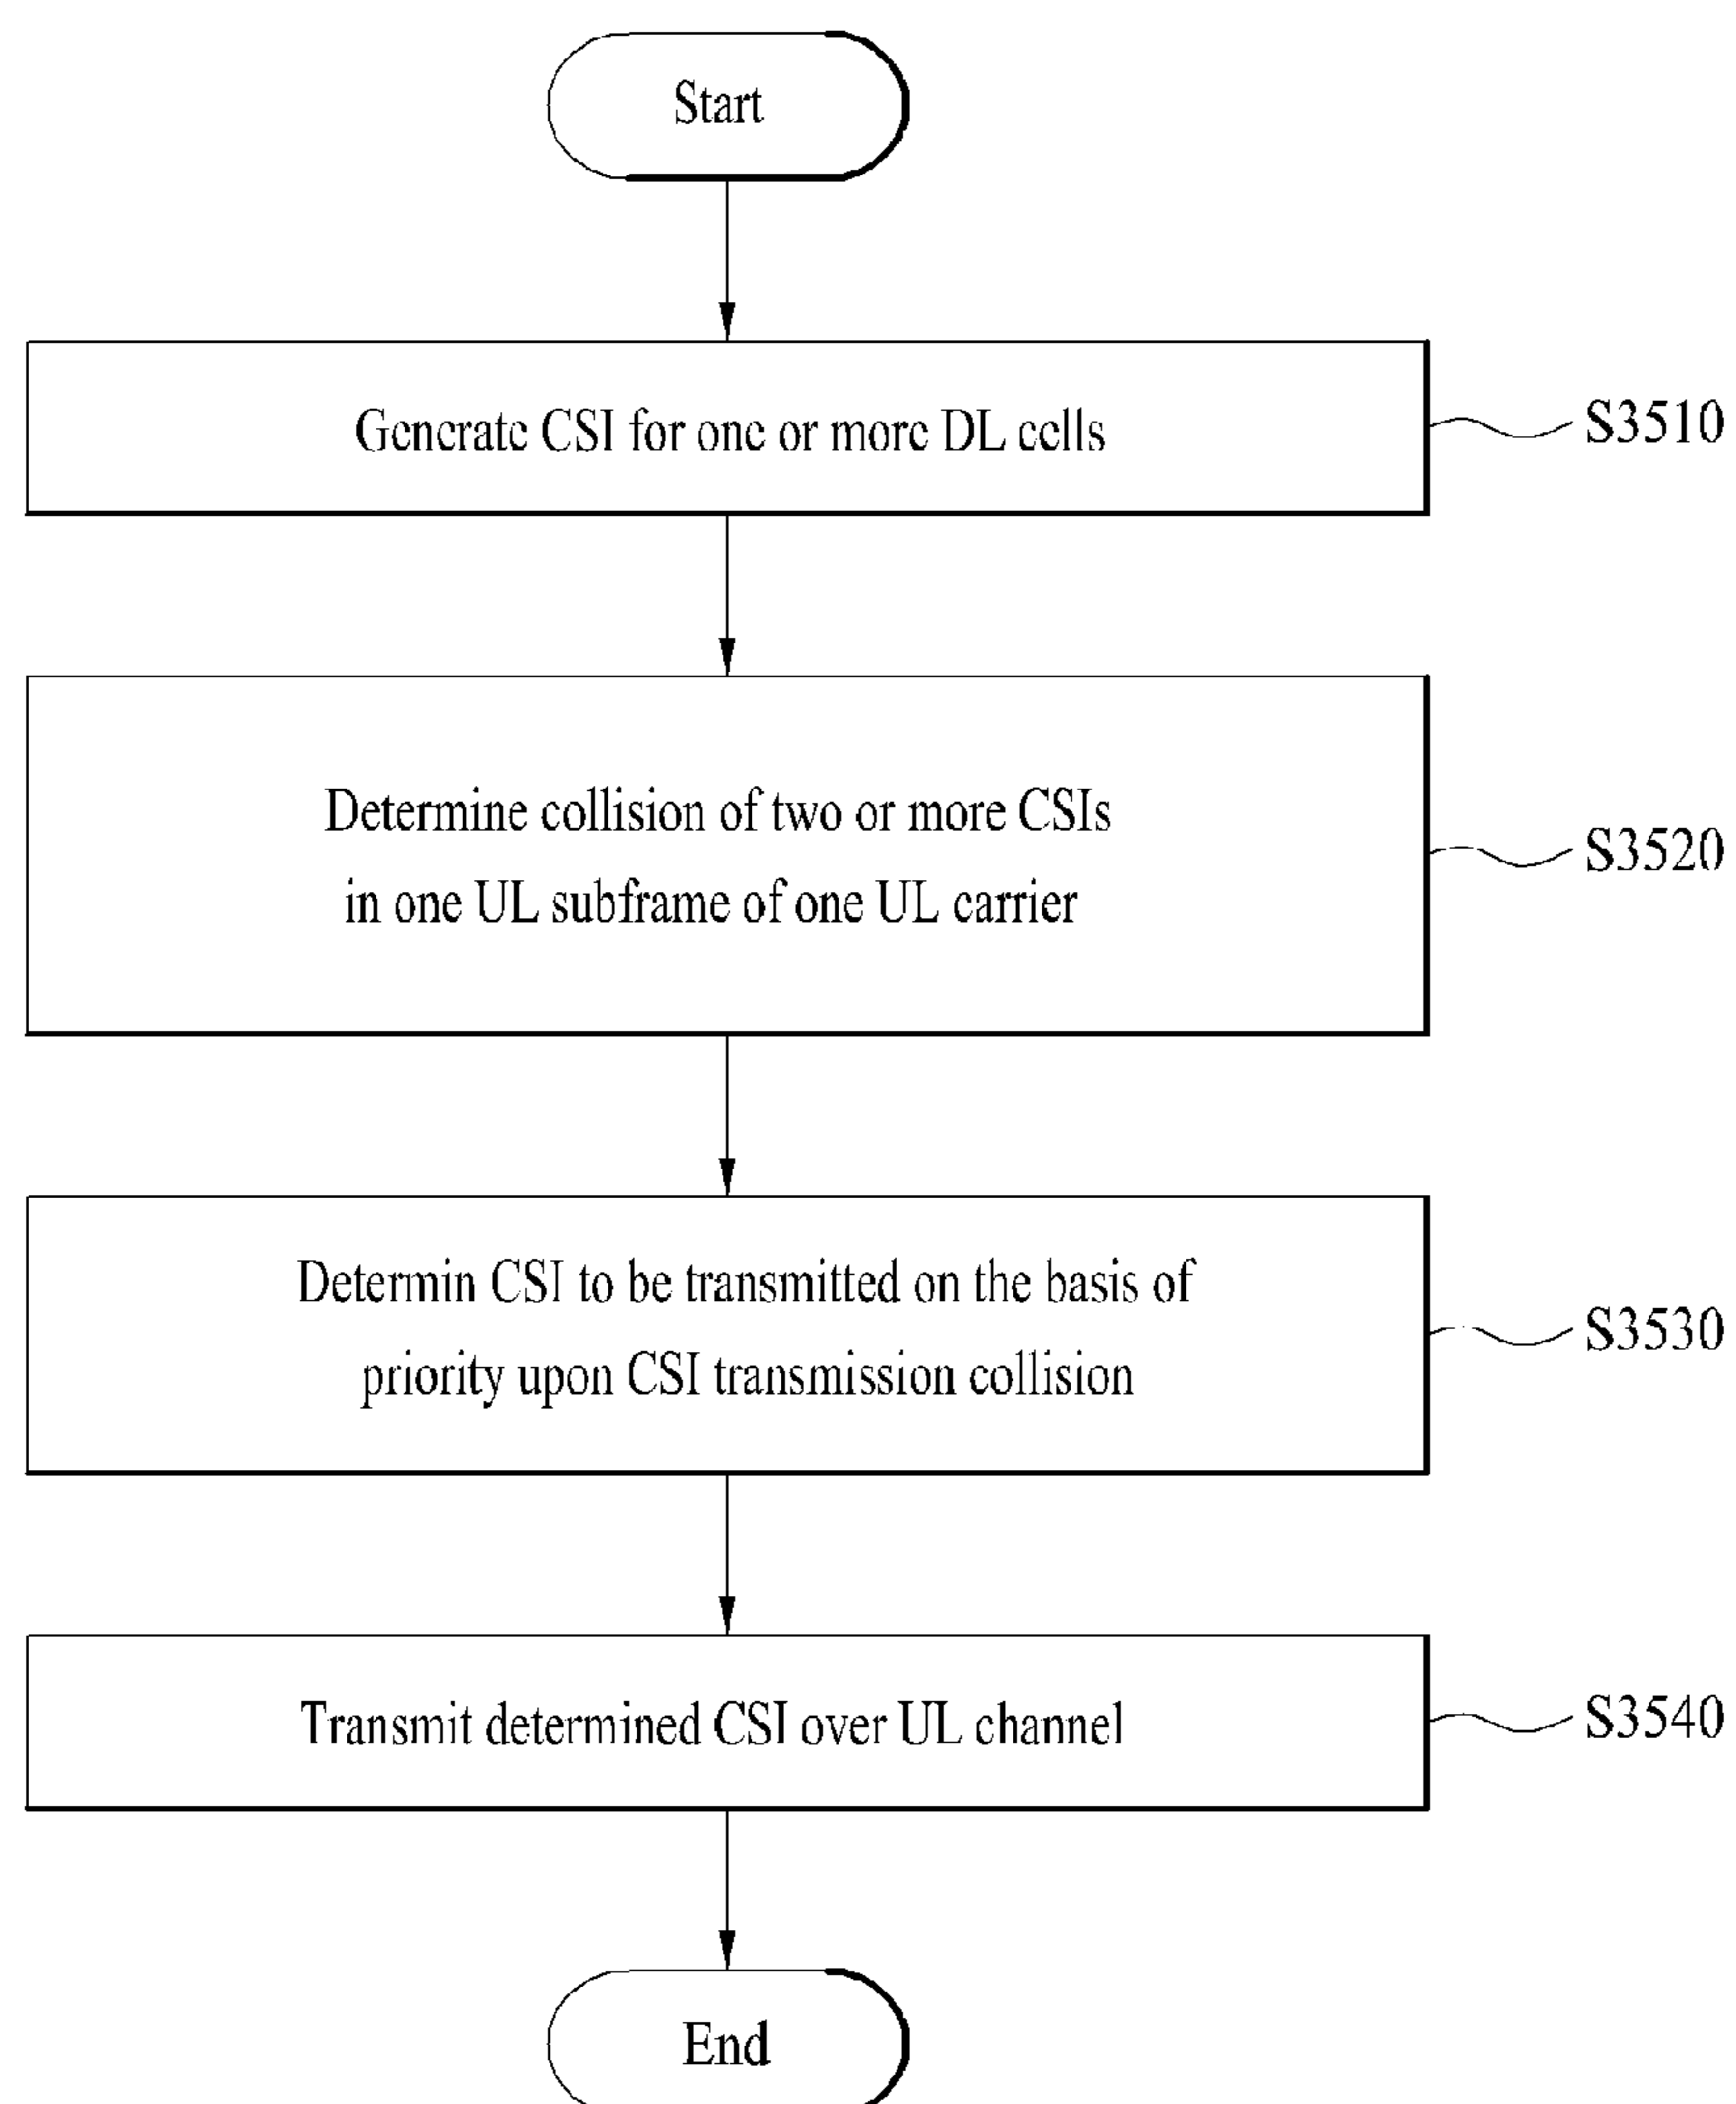 Start
Generate CSI for one or more DL cells
S3510
Determine collision of two or more CSIs
in one UL subframe of one UL carrier
S3520
Determin CSI to be transmitted on the basis of
priority upon CSI transmission collision
S3530
Transmit determined CSI over UL channel
S3540
End